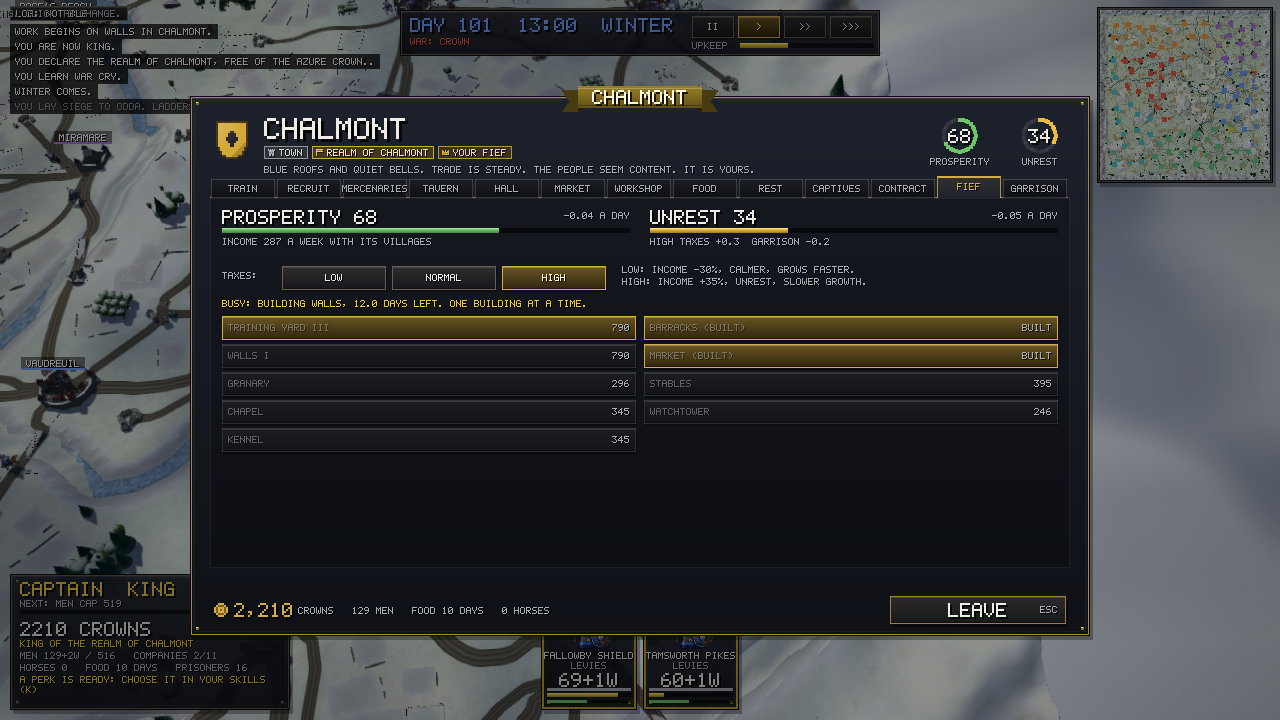 WORK BEGINS ON WALLS IN CHALMONT.
YOU ARE NOW KING.
YOU DECLARE THE REALM OF CHALMONT, FREE OF THE AZURE CROWN..
YOU LEARN WAR CRY.
WINTER COMES.
YOU LAY SIEGE TO ODDA. LADDERS
DAY 101 13:00 WINTER
WAR: CROWN
II > >> >>>
UPKEEP
MIRAMARE
VAUDREUIL
CHALMONT
CHALMONT
TOWN REALM OF CHALMONT YOUR FIEF
BLUE ROOFS AND QUIET BELLS. TRADE IS STEADY. THE PEOPLE SEEM CONTENT. IT IS YOURS.
68 PROSPERITY
34 UNREST
TRAIN RECRUIT MERCENARIES TAVERN HALL MARKET WORKSHOP FOOD REST CAPTIVES CONTRACT FIEF GARRISON
PROSPERITY 68 -0.04 A DAY
INCOME 287 A WEEK WITH ITS VILLAGES
UNREST 34 -0.05 A DAY
HIGH TAXES +0.3 GARRISON -0.2
TAXES: LOW NORMAL HIGH
LOW: INCOME -30%, CALMER, GROWS FASTER.
HIGH: INCOME +35%, UNREST, SLOWER GROWTH.
BUSY: BUILDING WALLS, 12.0 DAYS LEFT. ONE BUILDING AT A TIME.
TRAINING YARD III 790
BARRACKS (BUILT) BUILT
WALLS I 790
MARKET (BUILT) BUILT
GRANARY 296
STABLES 395
CHAPEL 345
WATCHTOWER 246
KENNEL 345
2,210 CROWNS 129 MEN FOOD 10 DAYS 0 HORSES
LEAVE ESC
CAPTAIN KING
NEXT: MEN CAP 519
2210 CROWNS
KING OF THE REALM OF CHALMONT
MEN 129+2W / 516 COMPANIES 2/11
HORSES 0 FOOD 10 DAYS PRISONERS 16
A PERK IS READY: CHOOSE IT IN YOUR SKILLS
(K)
FALLOWBY SHIELD
LEVIES
69+1W
TAMSWORTH PIKES
LEVIES
60+1W